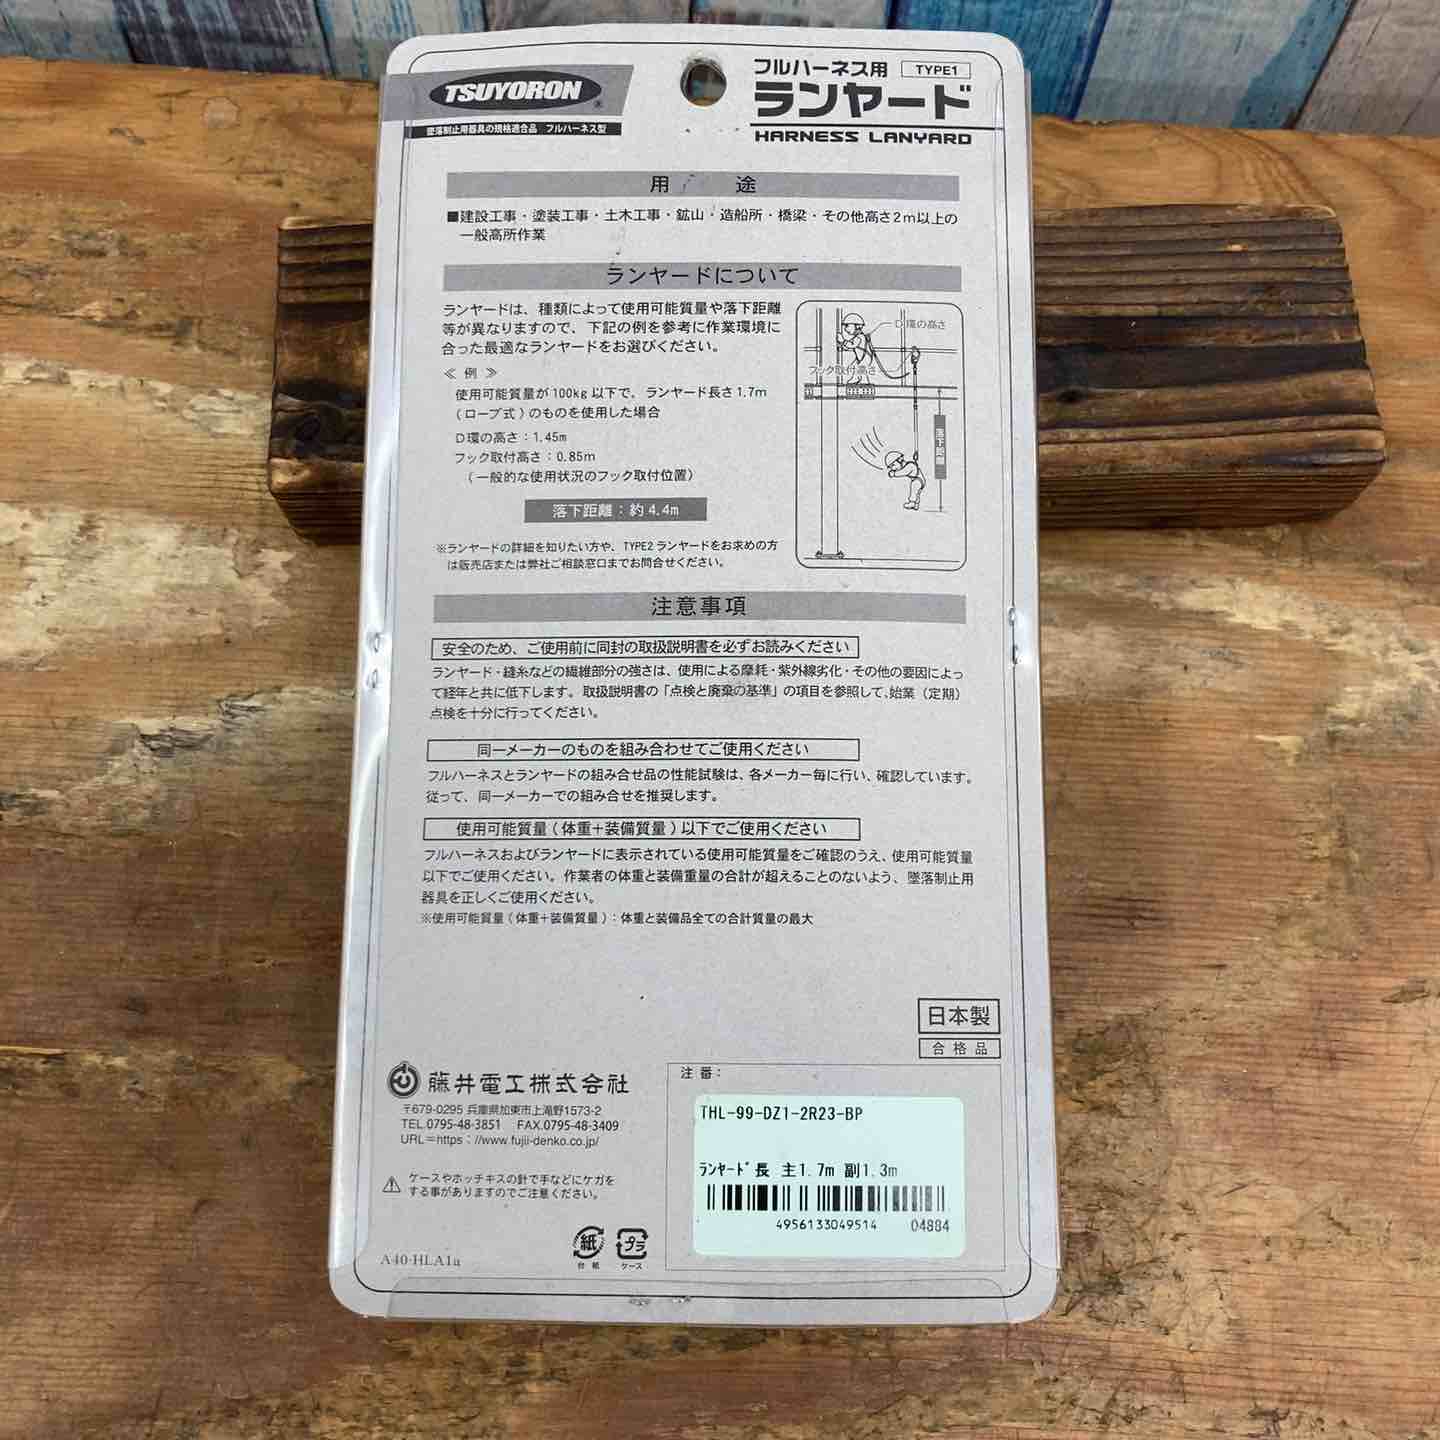 TSUYORON®
墜落制止用器具の規格適合品 フルハーネス型
フルハーネス用 TYPE1
ランヤード
HARNESS LANYARD
用途
■建設工事・塗装工事・土木工事・鉱山・造船所・橋梁・その他高さ2m以上の
一般高所作業
ランヤードについて
ランヤードは、種類によって使用可能質量や落下距離
等が異なりますので、下記の例を参考に作業環境に
合った最適なランヤードをお選びください。
≪ 例 ≫
使用可能質量が100kg以下で、ランヤード長さ1.7m
(ロープ式)のものを使用した場合
D環の高さ:1.45m
フック取付高さ:0.85m
(一般的な使用状況のフック取付位置)
落下距離:約4.4m
※ランヤードの詳細を知りたい方や、TYPE2ランヤードをお求めの方
は販売店または弊社ご相談窓口までお問合せください。
D環の高さ
フック取付高さ
落下距離
注意事項
安全のため、ご使用前に同封の取扱説明書を必ずお読みください
ランヤード・縫糸などの繊維部分の強さは、使用による摩耗・紫外線劣化・その他の要因によっ
て経年と共に低下します。取扱説明書の「点検と廃棄の基準」の項目を参照して、始業(定期)
点検を十分に行ってください。
同一メーカーのものを組み合わせてご使用ください
フルハーネスとランヤードの組み合せ品の性能試験は、各メーカー毎に行い、確認しています。
従って、同一メーカーでの組み合せを推奨します。
使用可能質量(体重+装備質量)以下でご使用ください
フルハーネスおよびランヤードに表示されている使用可能質量をご確認のうえ、使用可能質量
以下でご使用ください。作業者の体重と装備重量の合計が超えることのないよう、墜落制止用
器具を正しくご使用ください。
※使用可能質量(体重+装備質量):体重と装備品全ての合計質量の最大
日本製
合格品
藤井電工株式会社
〒679-0295 兵庫県加東市上滝野1573-2
TEL.0795-48-3851 FAX.0795-48-3409
URL=https://www.fujii-denko.co.jp/
ケースやホッチキスの針で手などにケガを
する事がありますのでご注意ください。
紙
台紙
プラ
ケース
A40-HLA1a
注番:
THL-99-DZ1-2R23-BP
ランヤード長 主1.7m 副1.3m
4956133049514 04884